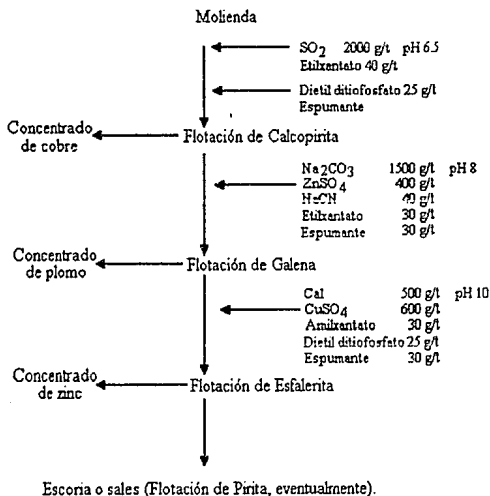 Molienda
SO2 2000 g/t pH 6.5
Etilxantato 40 g/t
Dietil ditiofosfato 25 g/t
Espumante
Concentrado
de cobre
Flotación de Calcopirita
Na2CO3 1500 g/t pH 8
ZnSO4 400 g/t
NaCN 40 g/t
Etilxantato 30 g/t
Espumante 30 g/t
Concentrado
de plomo
Flotación de Galena
Cal 500 g/t pH 10
CuSO4 600 g/t
Amilxantato 30 g/t
Dietil ditiofosfato 25 g/t
Espumante 30 g/t
Concentrado
de zinc
Flotación de Esfalerita
Escoria o sales (Flotación de Pirita, eventualmente).